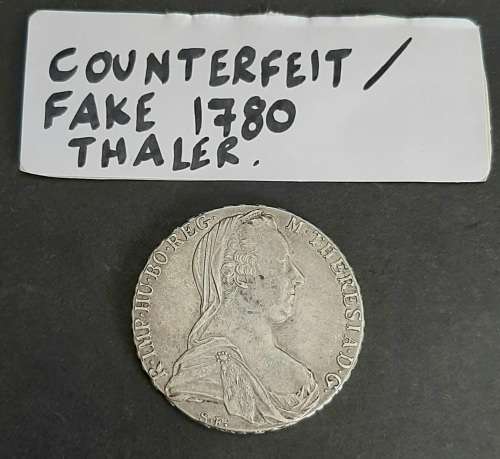 COUNTERFEIT /
FAKE 1780
THALER.
R·IMP·HU·BO·REG·
M·THERESIA·D·G·
S·F·